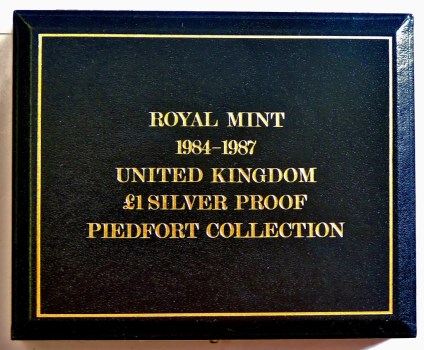 ROYAL MINT
1984–1987
UNITED KINGDOM
£1 SILVER PROOF
PIEDFORT COLLECTION